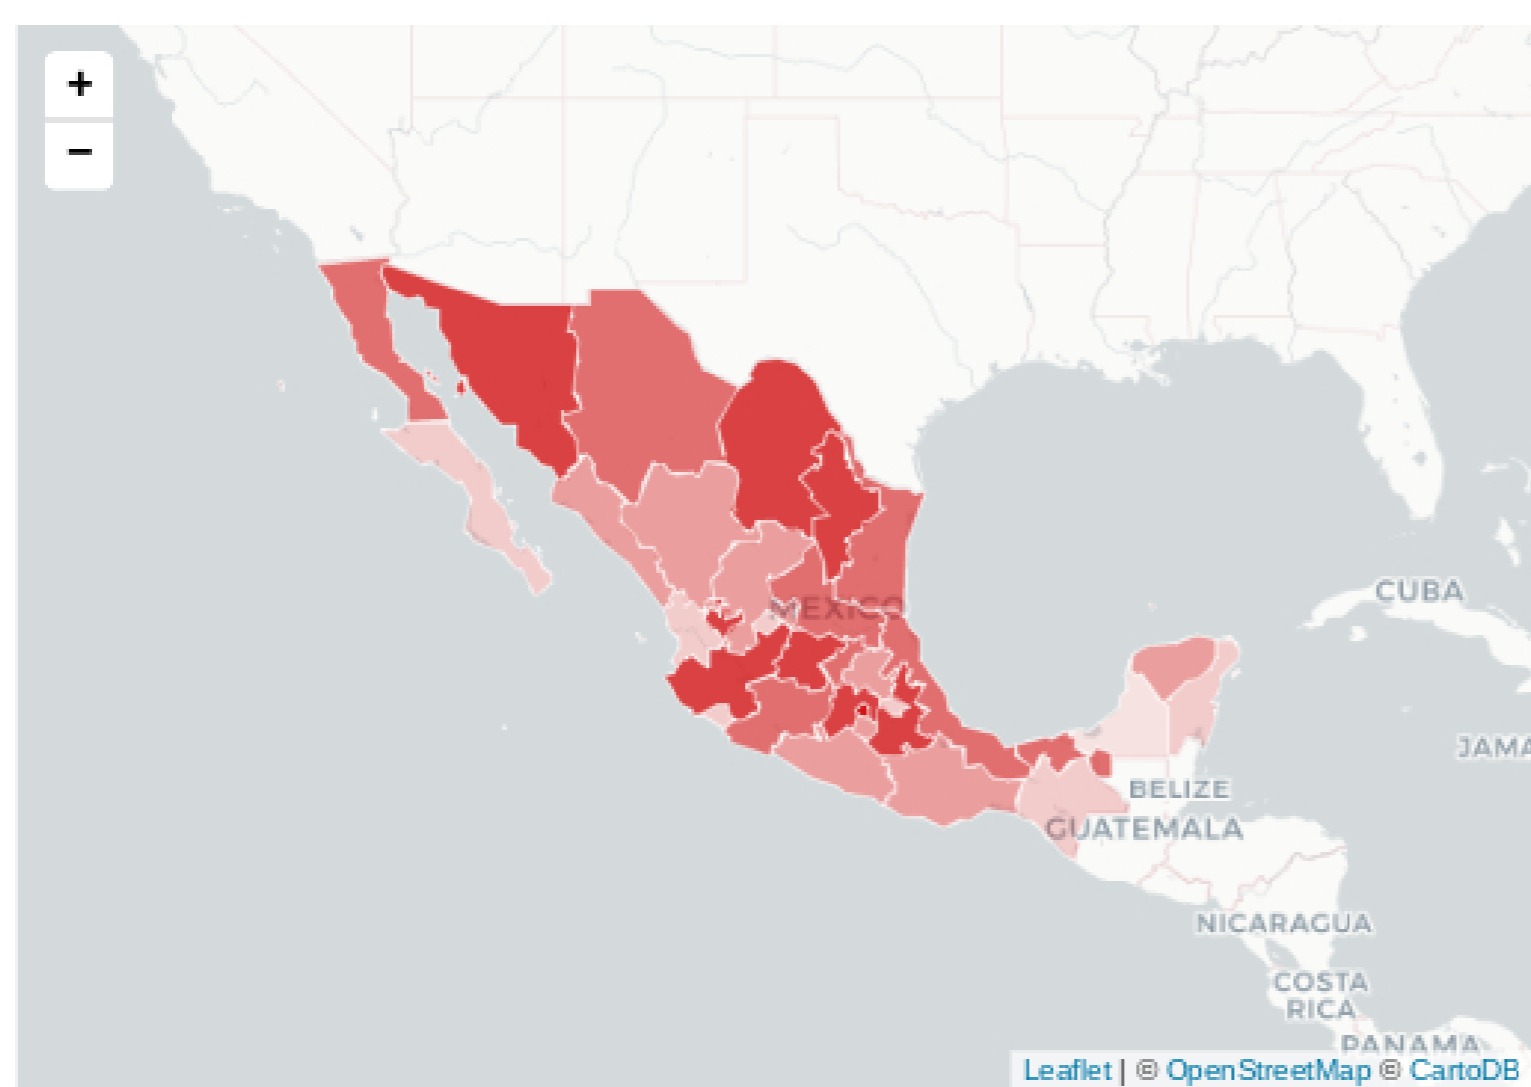 +
−
MEXICO
CUBA
JAMA
BELIZE
GUATEMALA
NICARAGUA
COSTA
RICA
PANAMA
Leaflet | © OpenStreetMap © CartoDB